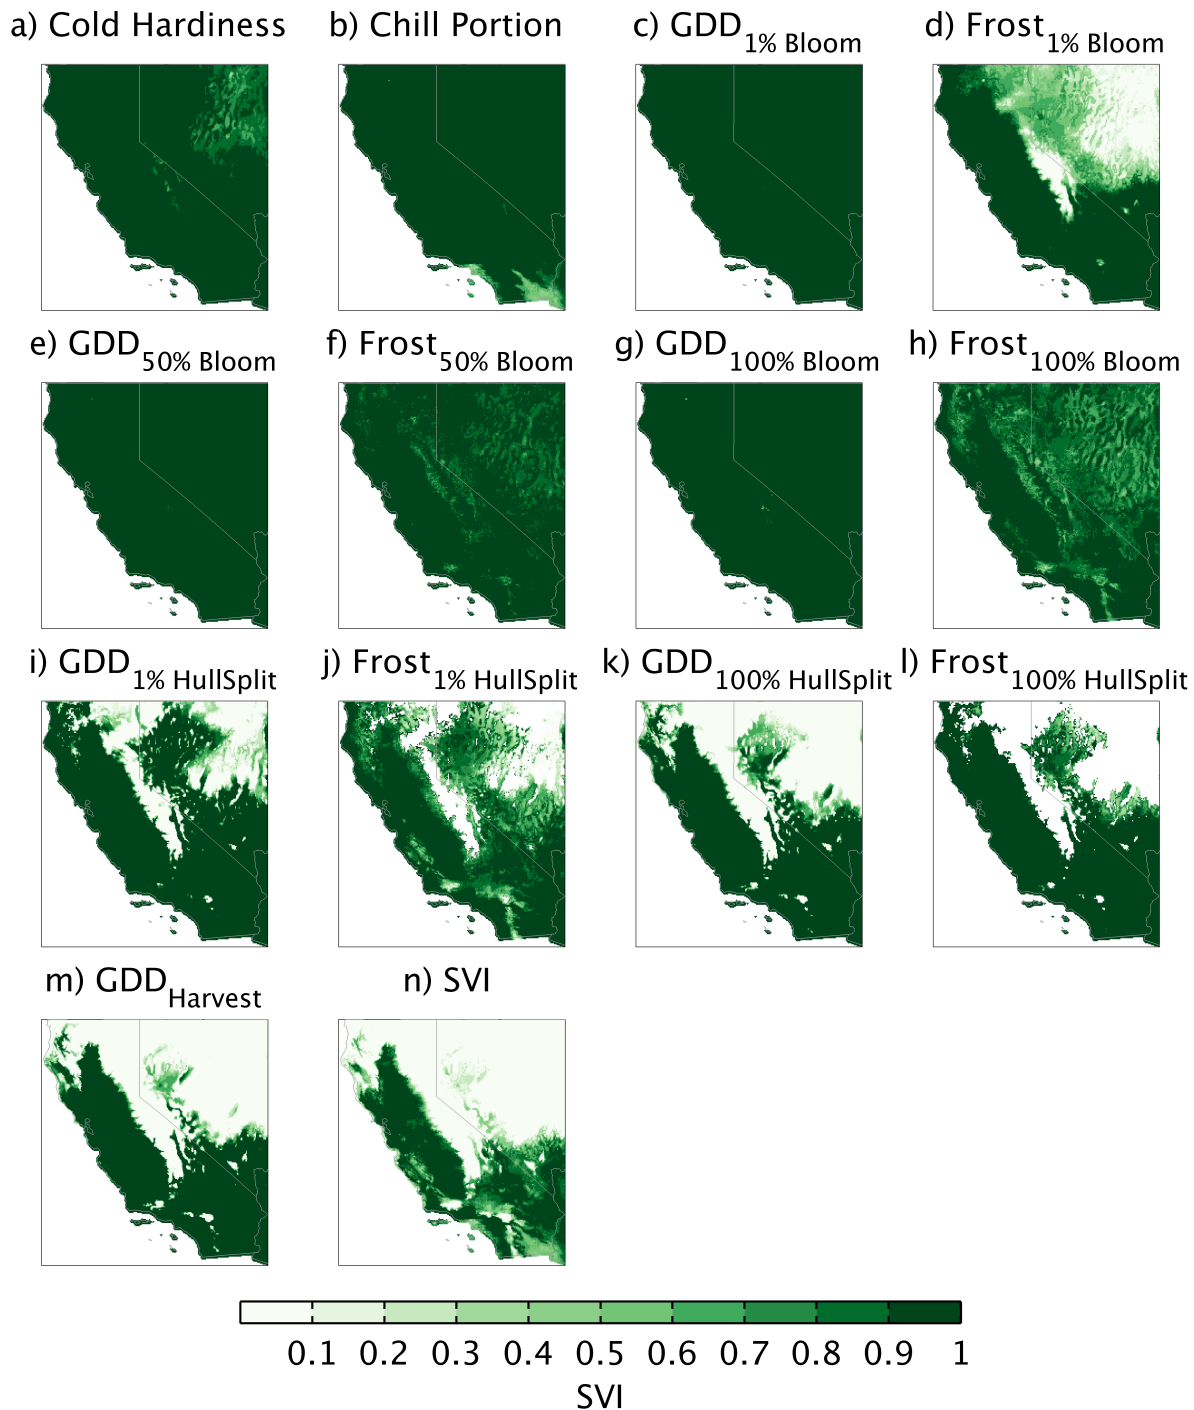 a) Cold Hardiness b) Chill Portion c) GDD1% Bloom d) Frost1% Bloom
e) GDD50% Bloom f) Frost50% Bloom g) GDD100% Bloom h) Frost100% Bloom
i) GDD1% HullSplit j) Frost1% HullSplit k) GDD100% HullSplit l) Frost100% HullSplit
m) GDDHarvest n) SVI
0.1 0.2 0.3 0.4 0.5 0.6 0.7 0.8 0.9 1
SVI